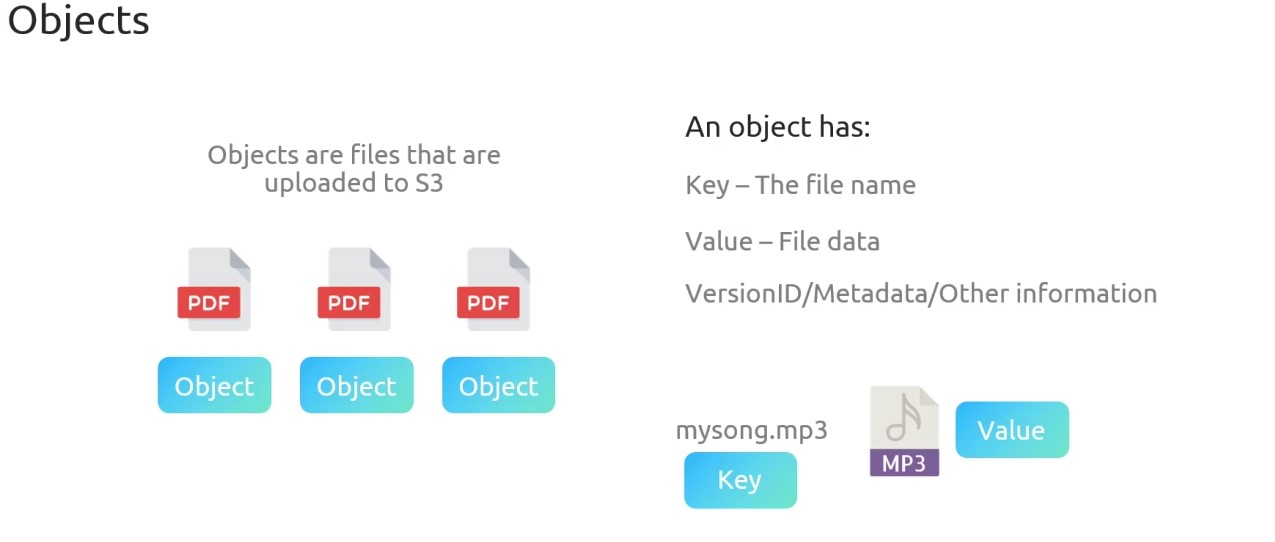 Objects
Objects are files that are
uploaded to S3
PDF
PDF
PDF
Object
Object
Object
An object has:
Key – The file name
Value – File data
VersionID/Metadata/Other information
mysong.mp3
Key
MP3
Value